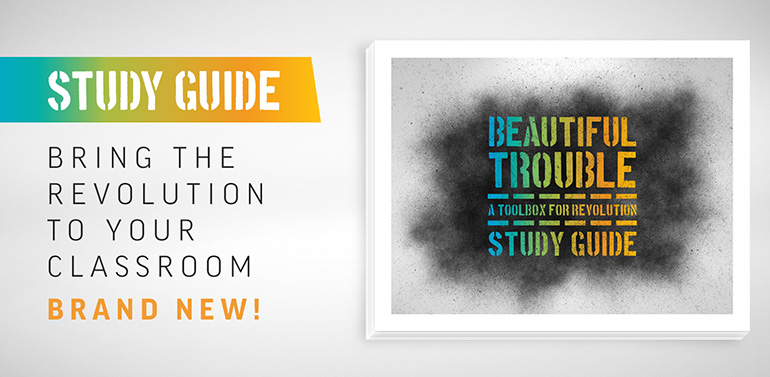 STUDY GUIDE
BRING THE
REVOLUTION
TO YOUR
CLASSROOM
BRAND NEW!
BEAUTIFUL
TROUBLE
A TOOLBOX FOR REVOLUTION
STUDY GUIDE